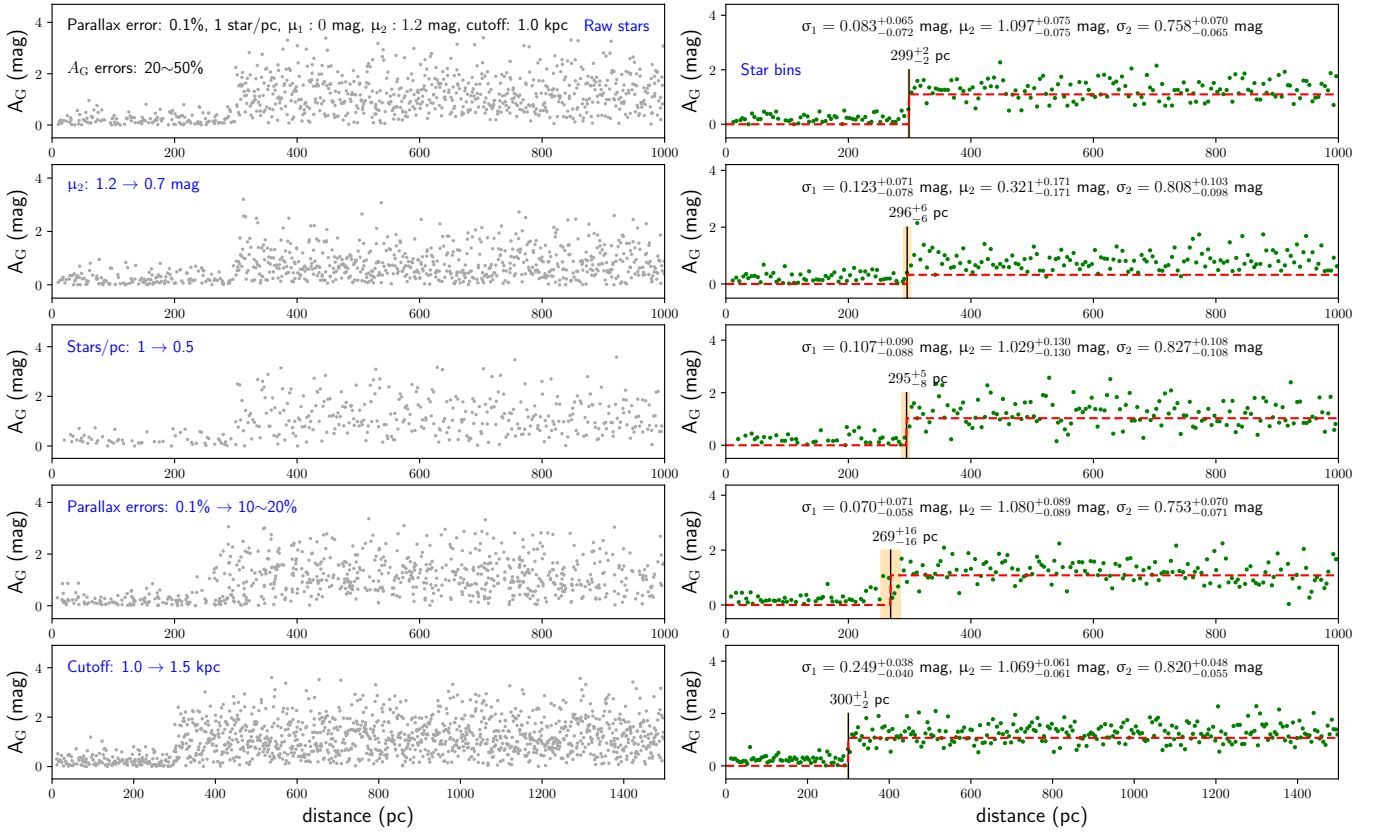 Parallax error: 0.1%, 1 star/pc, μ₁ : 0 mag, μ₂ : 1.2 mag, cutoff: 1.0 kpc Raw stars
A_G errors: 20~50%
A_G (mag)
4
2
0
0 200 400 600 800 1000
σ₁ = 0.083^{+0.065}_{-0.072} mag, μ₂ = 1.097^{+0.075}_{-0.075} mag, σ₂ = 0.758^{+0.070}_{-0.065} mag
299^{+2}_{-2} pc
Star bins
A_G (mag)
4
2
0
0 200 400 600 800 1000
μ₂: 1.2 → 0.7 mag
A_G (mag)
4
2
0
0 200 400 600 800 1000
σ₁ = 0.123^{+0.071}_{-0.078} mag, μ₂ = 0.321^{+0.171}_{-0.171} mag, σ₂ = 0.808^{+0.103}_{-0.098} mag
296^{+6}_{-6} pc
A_G (mag)
4
2
0
0 200 400 600 800 1000
Stars/pc: 1 → 0.5
A_G (mag)
4
2
0
0 200 400 600 800 1000
σ₁ = 0.107^{+0.090}_{-0.088} mag, μ₂ = 1.029^{+0.130}_{-0.130} mag, σ₂ = 0.827^{+0.108}_{-0.108} mag
295^{+5}_{-8} pc
A_G (mag)
4
2
0
0 200 400 600 800 1000
Parallax errors: 0.1% → 10~20%
A_G (mag)
4
2
0
0 200 400 600 800 1000
σ₁ = 0.070^{+0.071}_{-0.058} mag, μ₂ = 1.080^{+0.089}_{-0.089} mag, σ₂ = 0.753^{+0.070}_{-0.071} mag
269^{+16}_{-16} pc
A_G (mag)
4
2
0
0 200 400 600 800 1000
Cutoff: 1.0 → 1.5 kpc
A_G (mag)
4
2
0
0 200 400 600 800 1000 1200 1400
distance (pc)
σ₁ = 0.249^{+0.038}_{-0.040} mag, μ₂ = 1.069^{+0.061}_{-0.061} mag, σ₂ = 0.820^{+0.048}_{-0.055} mag
300^{+1}_{-2} pc
A_G (mag)
4
2
0
0 200 400 600 800 1000 1200 1400
distance (pc)